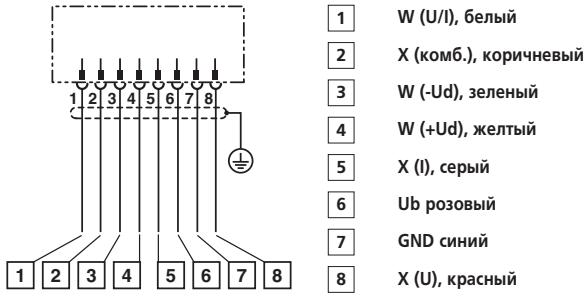 1 2 3 4 5 6 7 8
1 2 3 4 5 6 7 8
1 W (U/I), белый
2 X (комб.), коричневый
3 W (-Ud), зеленый
4 W (+Ud), желтый
5 X (I), серый
6 Ub розовый
7 GND синий
8 X (U), красный